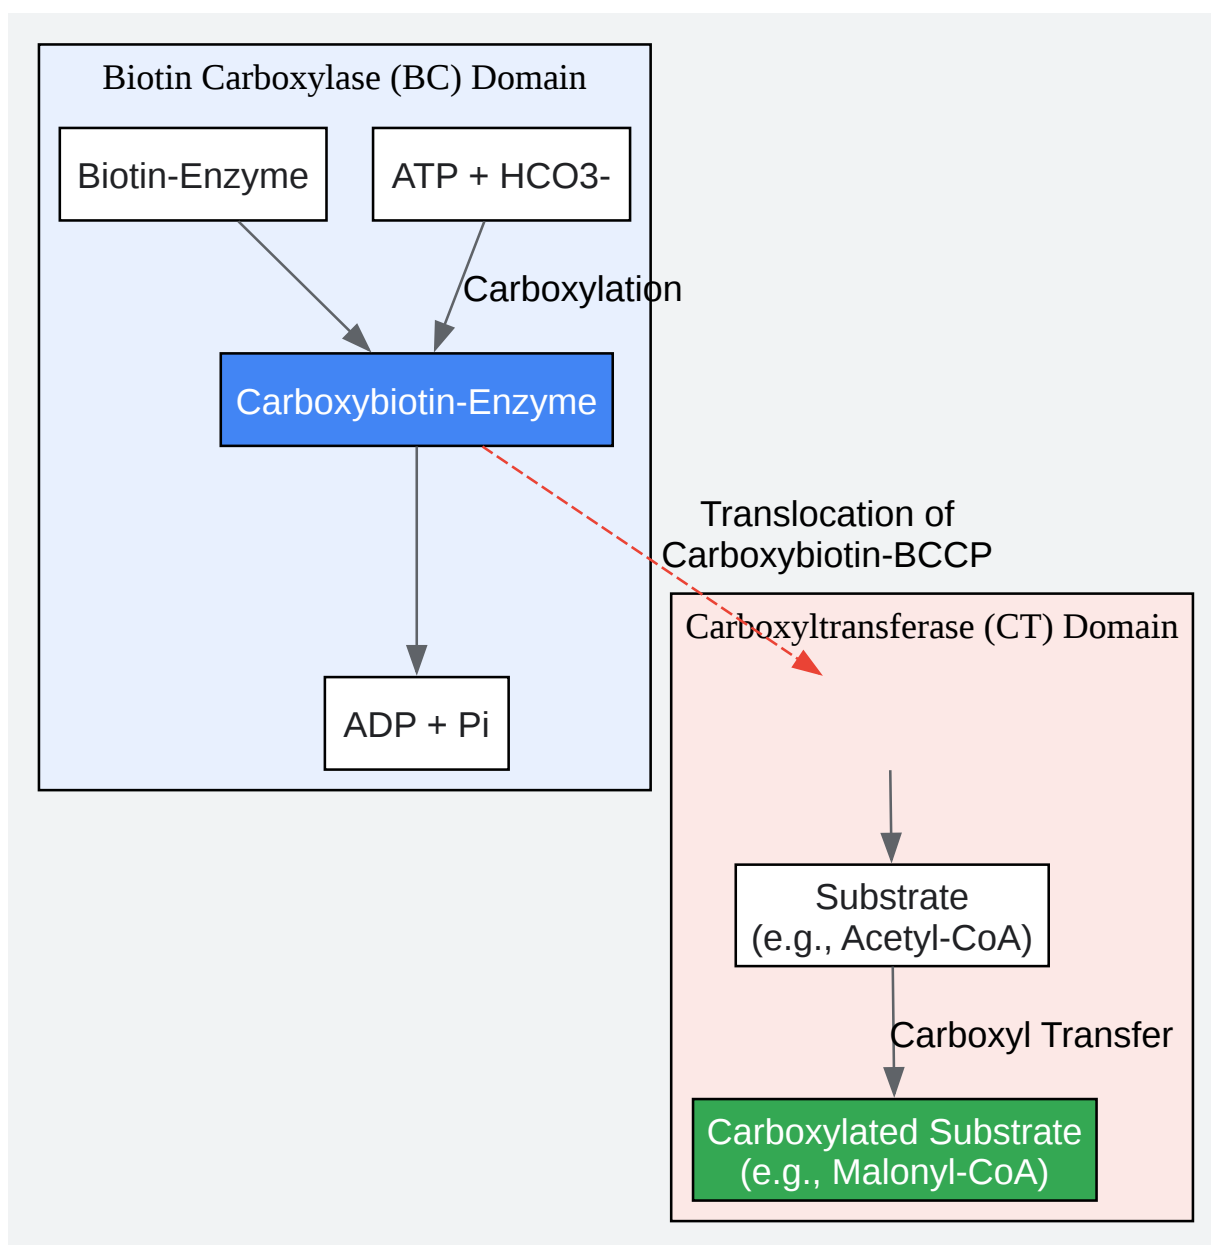 Biotin Carboxylase (BC) Domain
Biotin-Enzyme
ATP + HCO3-
Carboxylation
Carboxybiotin-Enzyme
Translocation of
Carboxybiotin-BCCP
Carboxyltransferase (CT) Domain
ADP + Pi
Substrate
(e.g., Acetyl-CoA)
Carboxyl Transfer
Carboxylated Substrate
(e.g., Malonyl-CoA)